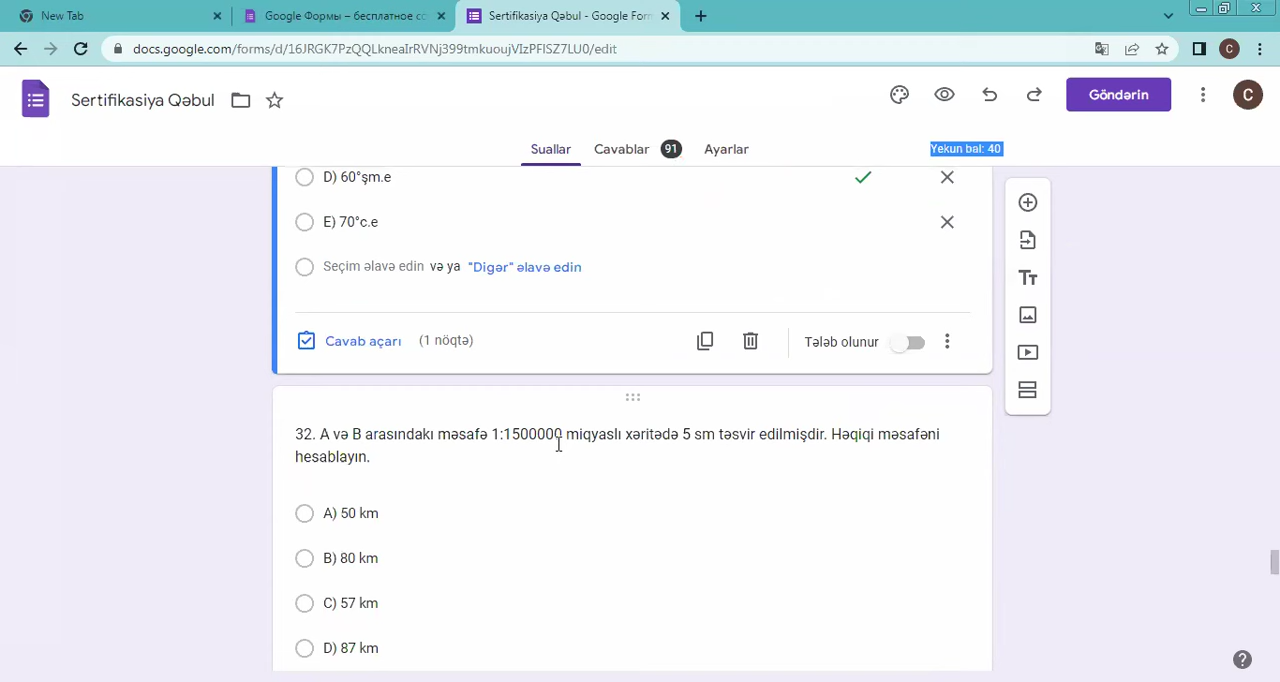 New Tab
Google Формы – бесплатное со
Sertifikasiya Qəbul - Google Forn
docs.google.com/forms/d/16JRGK7PzQQLkneaIrRVNj399tmkuoujVIzPFlSZ7LU0/edit
C
Sertifikasiya Qəbul
Göndərin
C
Suallar
Cavablar 91
Ayarlar
Yekun bal: 40
D) 60°şm.e
E) 70°c.e
Seçim əlavə edin və ya "Digər" əlavə edin
Cavab açarı (1 nöqtə)
Tələb olunur
32. A və B arasındakı məsafə 1:1500000 miqyaslı xəritədə 5 sm təsvir edilmişdir. Həqiqi məsafəni
hesablayın.
A) 50 km
B) 80 km
C) 57 km
D) 87 km